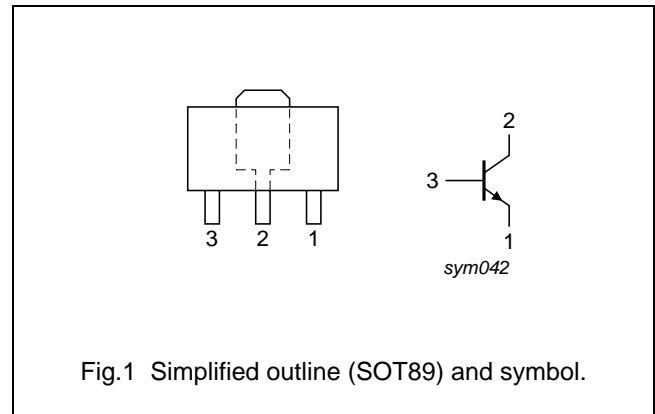 2
3
3 2 1
1
sym042
Fig.1 Simplified outline (SOT89) and symbol.